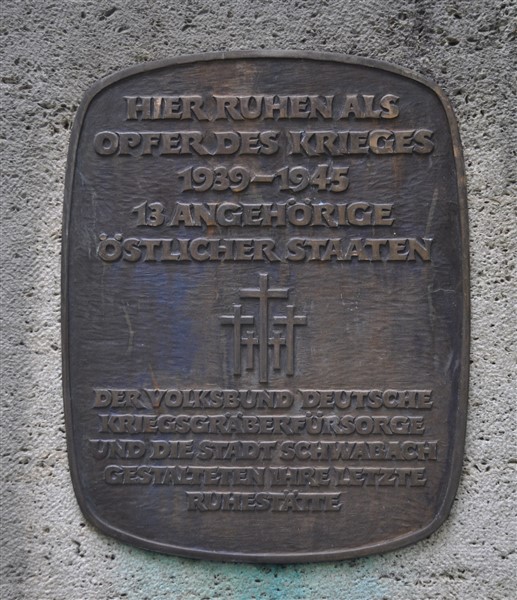 HIER RUHEN ALS
OPFER DES KRIEGES
1939–1945
13 ANGEHÖRIGE
ÖSTLICHER STAATEN
DER VOLKSBUND DEUTSCHE
KRIEGSGRÄBERFÜRSORGE
UND DIE STADT SCHWABACH
GESTALTETEN IHRE LETZTE
RUHESTÄTTE